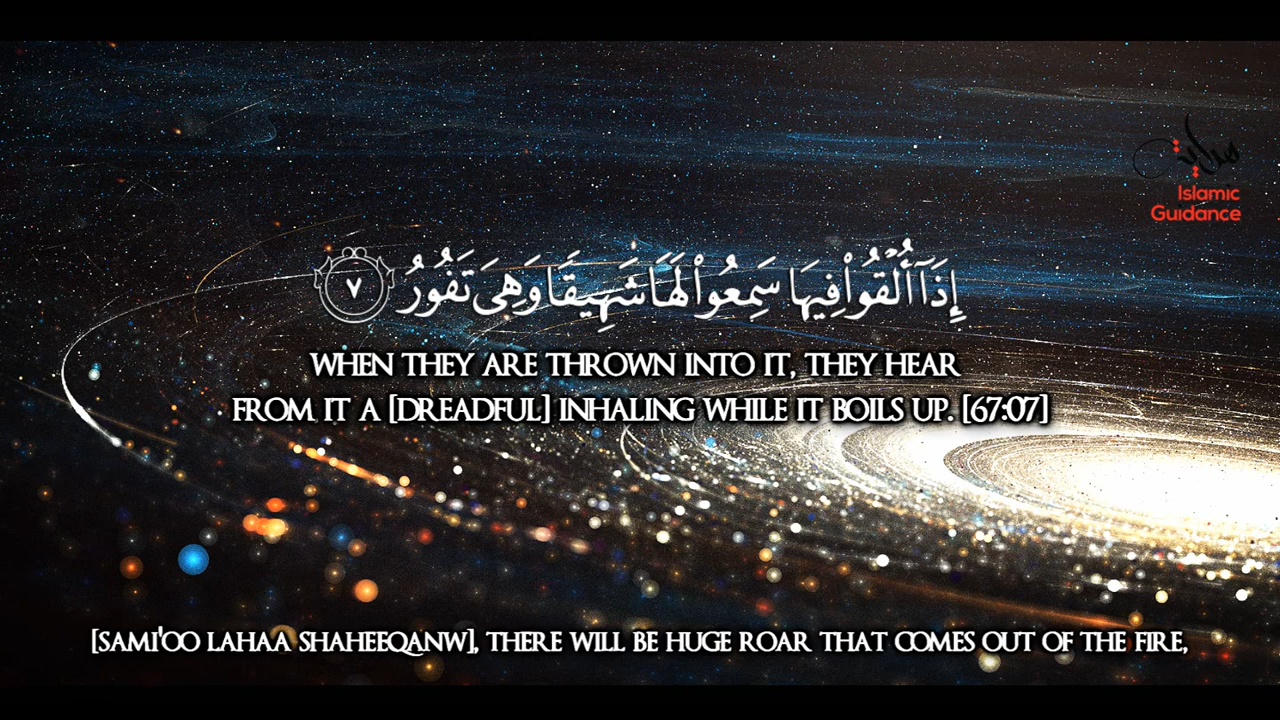 هداية
Islamic
Guidance
إِذَآ أُلْقُوا۟ فِيهَا سَمِعُوا۟ لَهَا شَهِيقًا وَهِىَ تَفُورُ ٧
WHEN THEY ARE THROWN INTO IT, THEY HEAR
FROM IT A [DREADFUL] INHALING WHILE IT BOILS UP. [67:07]
[SAMI'OO LAHAA SHAHEEQANW], THERE WILL BE HUGE ROAR THAT COMES OUT OF THE FIRE,